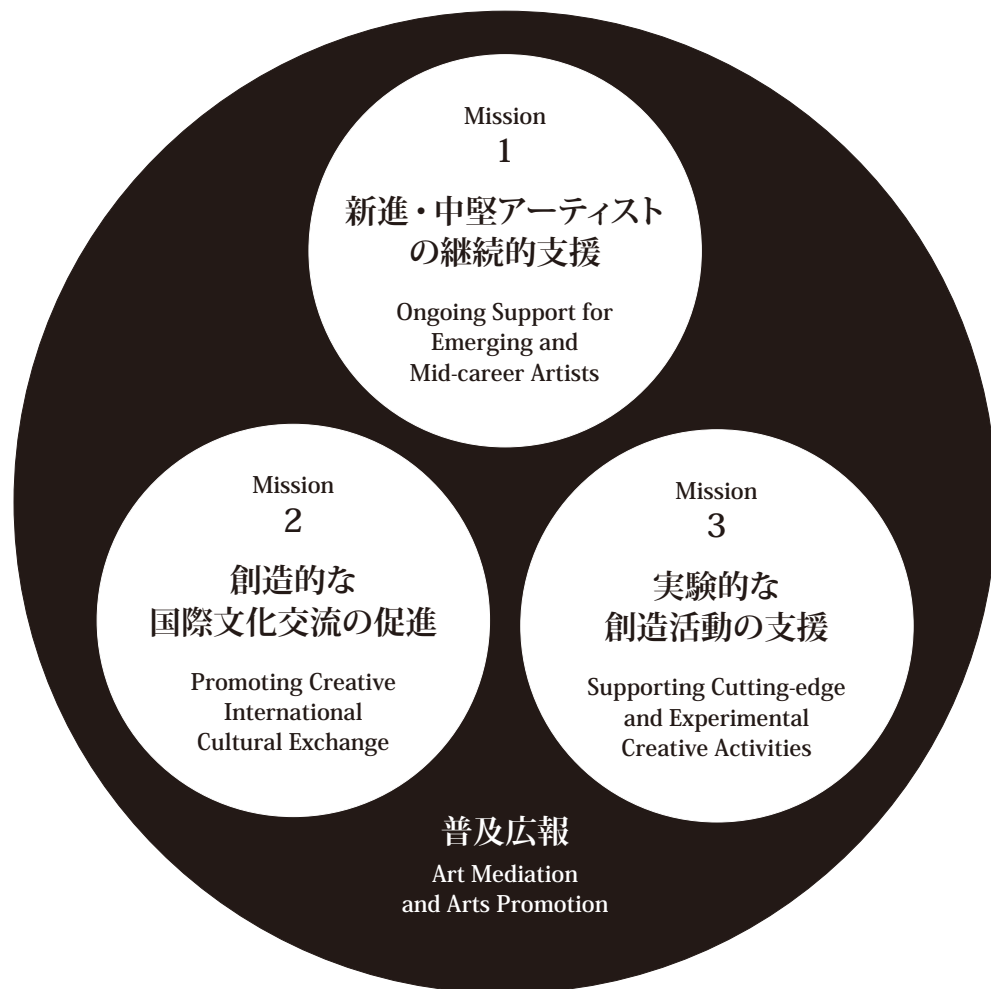 Mission
1
新進・中堅アーティスト
の継続的支援
Ongoing Support for
Emerging and
Mid-career Artists
Mission
2
創造的な
国際文化交流の促進
Promoting Creative
International
Cultural Exchange
Mission
3
実験的な
創造活動の支援
Supporting Cutting-edge
and Experimental
Creative Activities
普及広報
Art Mediation
and Arts Promotion